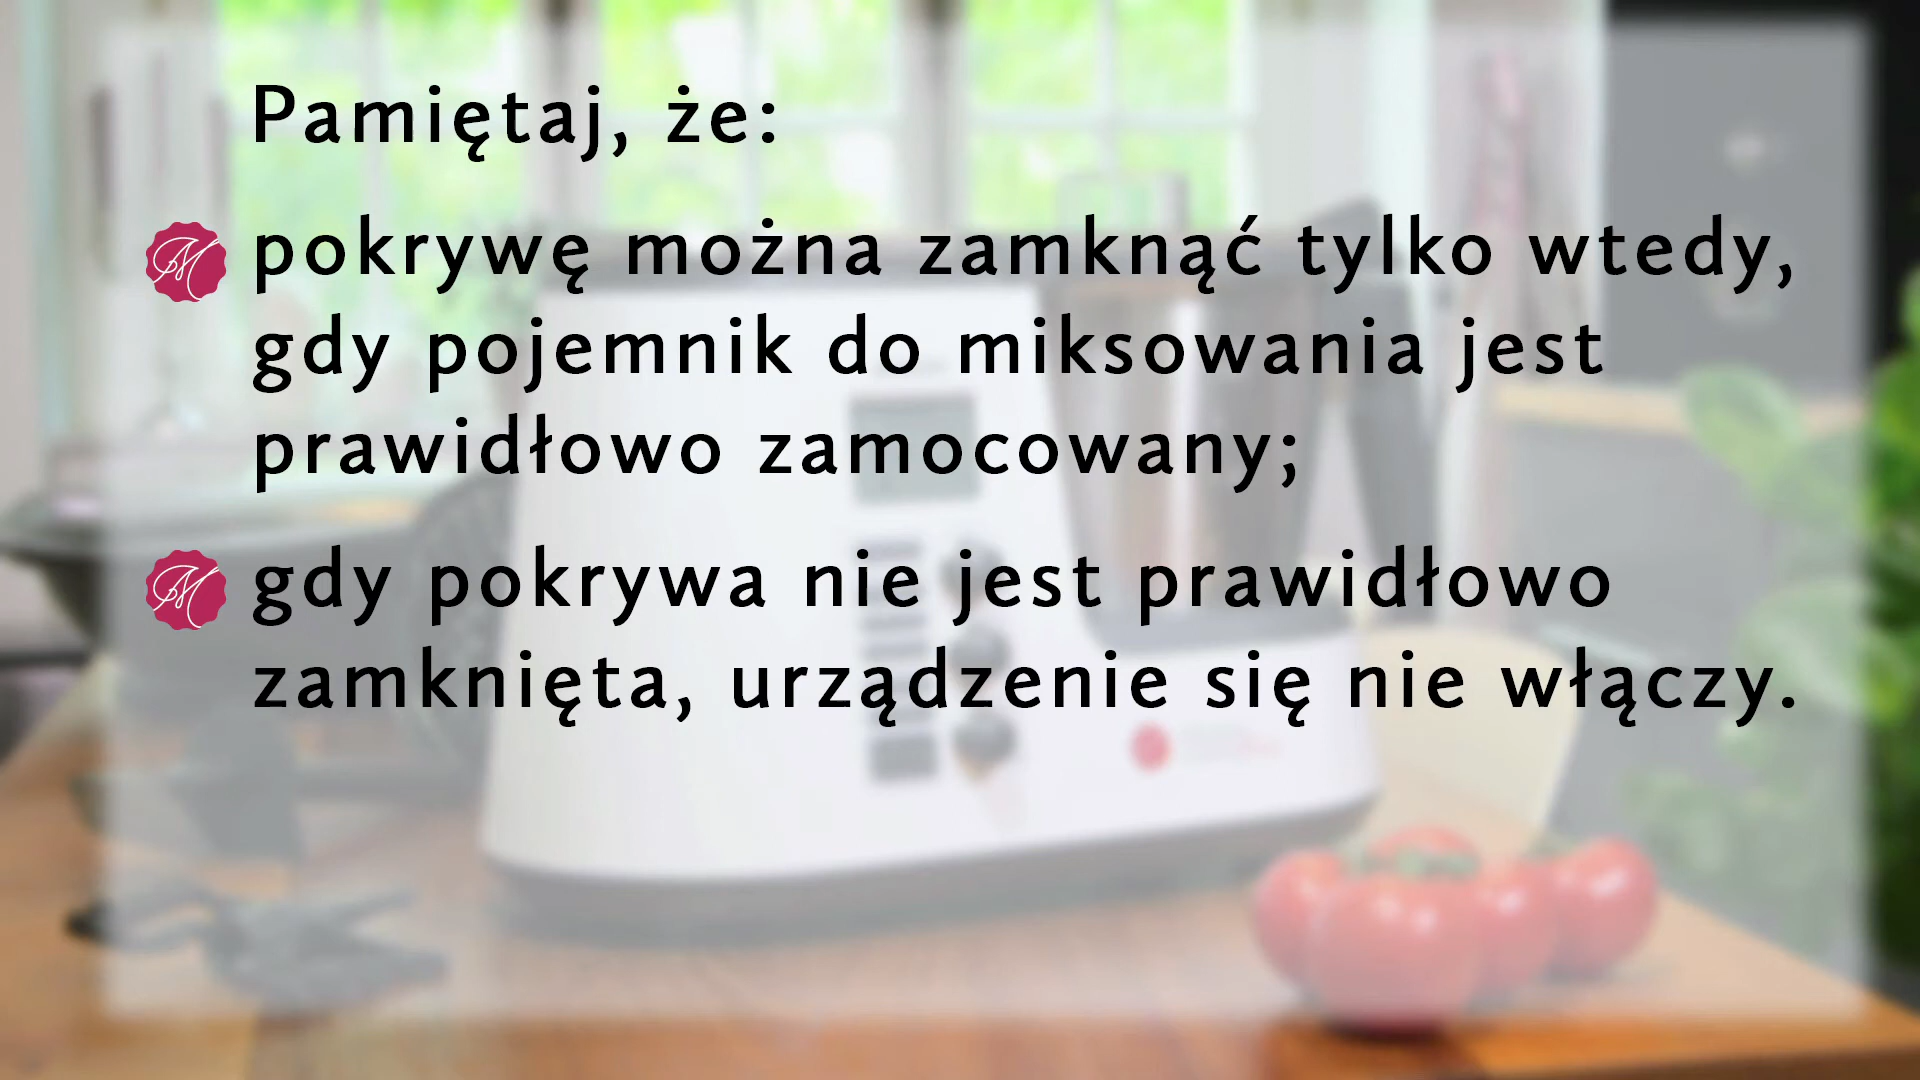 Pamiętaj, że:
pokrywę można zamknąć tylko wtedy,
gdy pojemnik do miksowania jest
prawidłowo zamocowany;
gdy pokrywa nie jest prawidłowo
zamknięta, urządzenie się nie włączy.